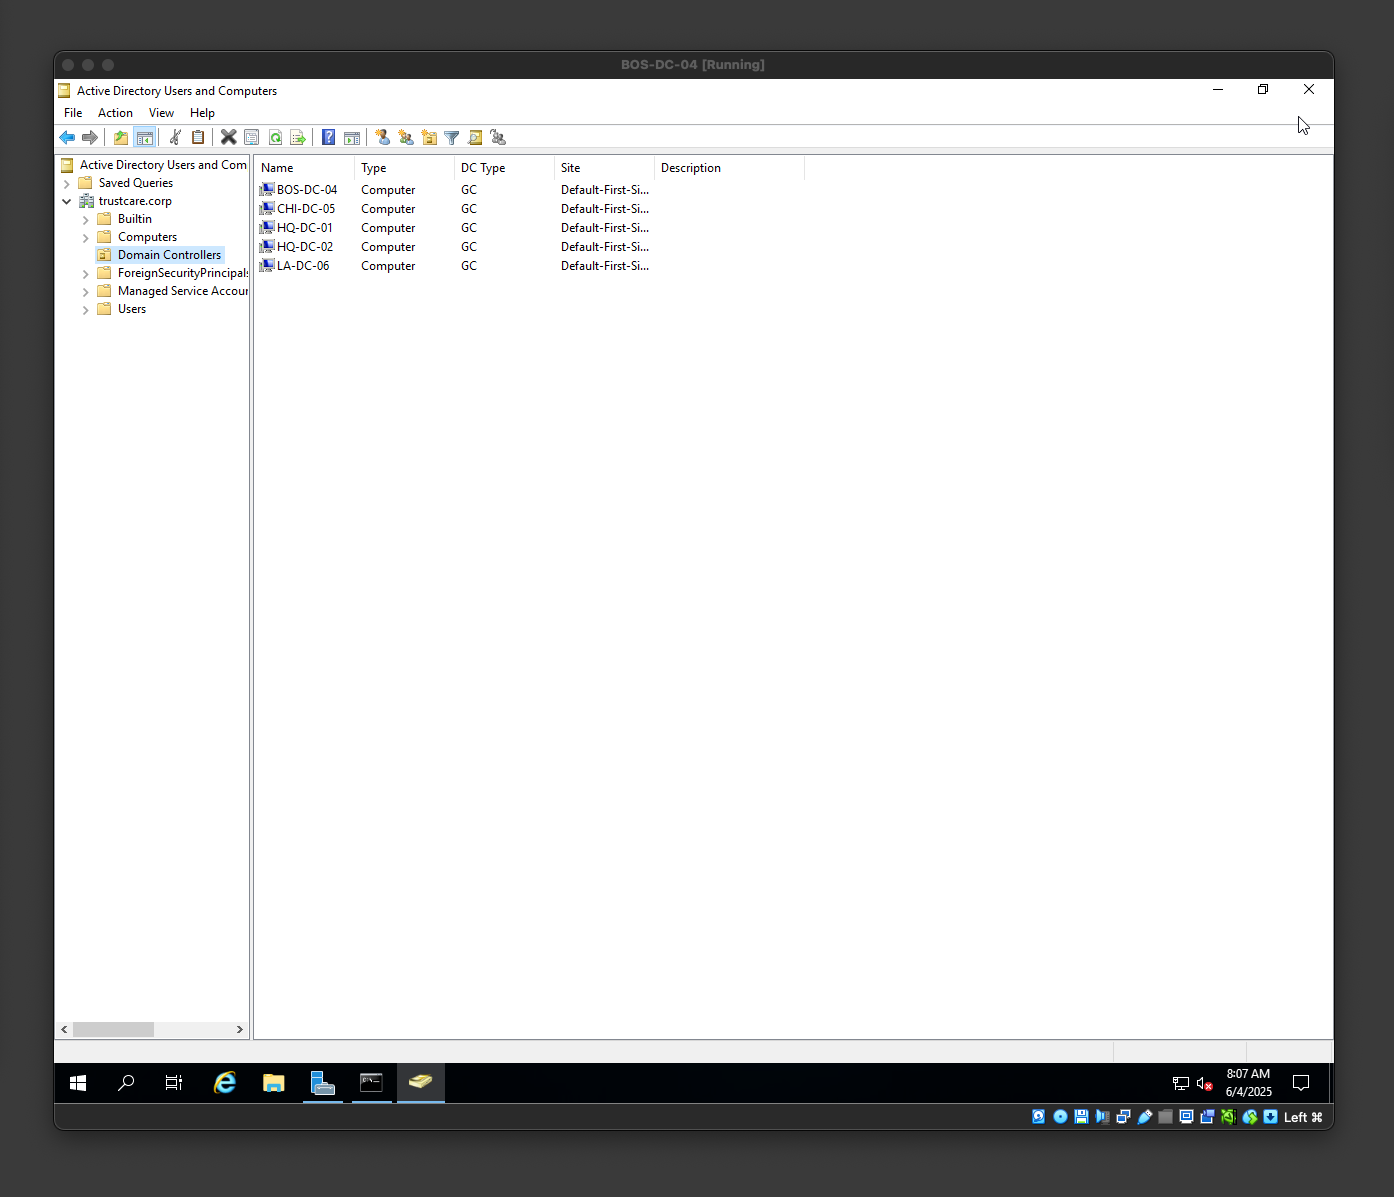 BOS-DC-04 [Running]
Active Directory Users and Computers
File Action View Help
Active Directory Users and Com
Saved Queries
trustcare.corp
Builtin
Computers
Domain Controllers
ForeignSecurityPrincipals
Managed Service Accour
Users
Name Type DC Type Site Description
BOS-DC-04 Computer GC Default-First-Si...
CHI-DC-05 Computer GC Default-First-Si...
HQ-DC-01 Computer GC Default-First-Si...
HQ-DC-02 Computer GC Default-First-Si...
LA-DC-06 Computer GC Default-First-Si...
8:07 AM
6/4/2025
Left ⌘